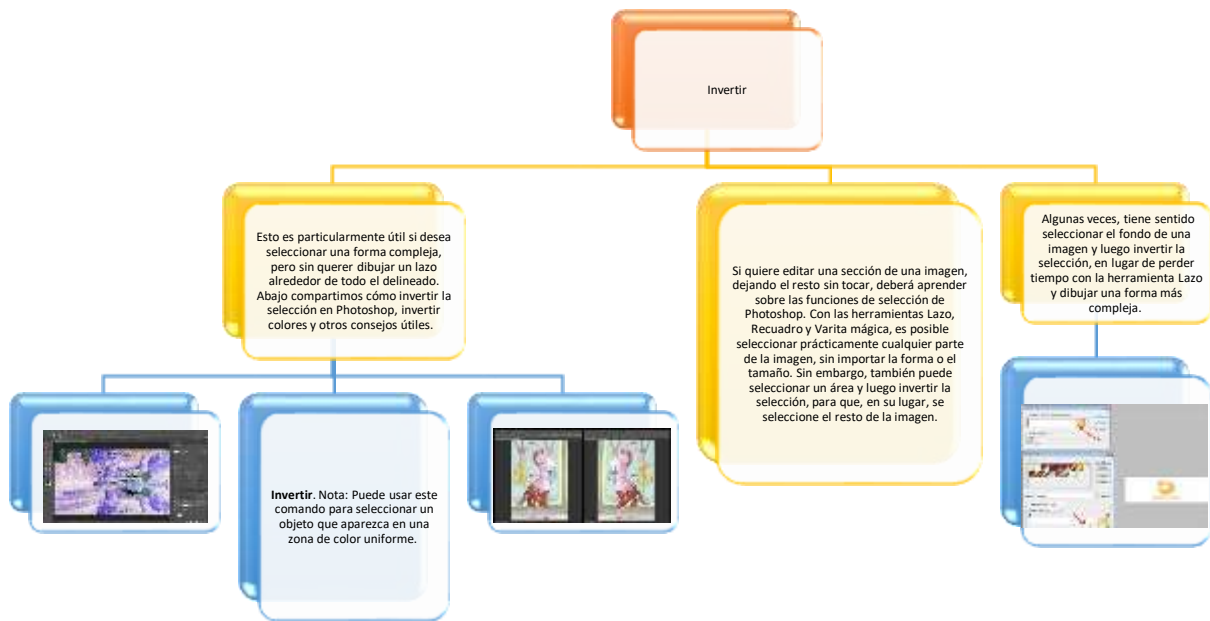 Invertir
Esto es particularmente útil si desea
seleccionar una forma compleja,
pero sin querer dibujar un lazo
alrededor de todo el delineado.
Abajo compartimos cómo invertir la
selección en Photoshop, invertir
colores y otros consejos útiles.
Si quiere editar una sección de una imagen,
dejando el resto sin tocar, deberá aprender
sobre las funciones de selección de
Photoshop. Con las herramientas Lazo,
Recuadro y Varita mágica, es posible
seleccionar prácticamente cualquier parte
de la imagen, sin importar la forma o el
tamaño. Sin embargo, también puede
seleccionar un área y luego invertir la
selección, para que, en su lugar, se
seleccione el resto de la imagen.
Algunas veces, tiene sentido
seleccionar el fondo de una
imagen y luego invertir la
selección, en lugar de perder
tiempo con la herramienta Lazo
y dibujar una forma más
compleja.
Invertir. Nota: Puede usar este
comando para seleccionar un
objeto que aparezca en una
zona de color uniforme.